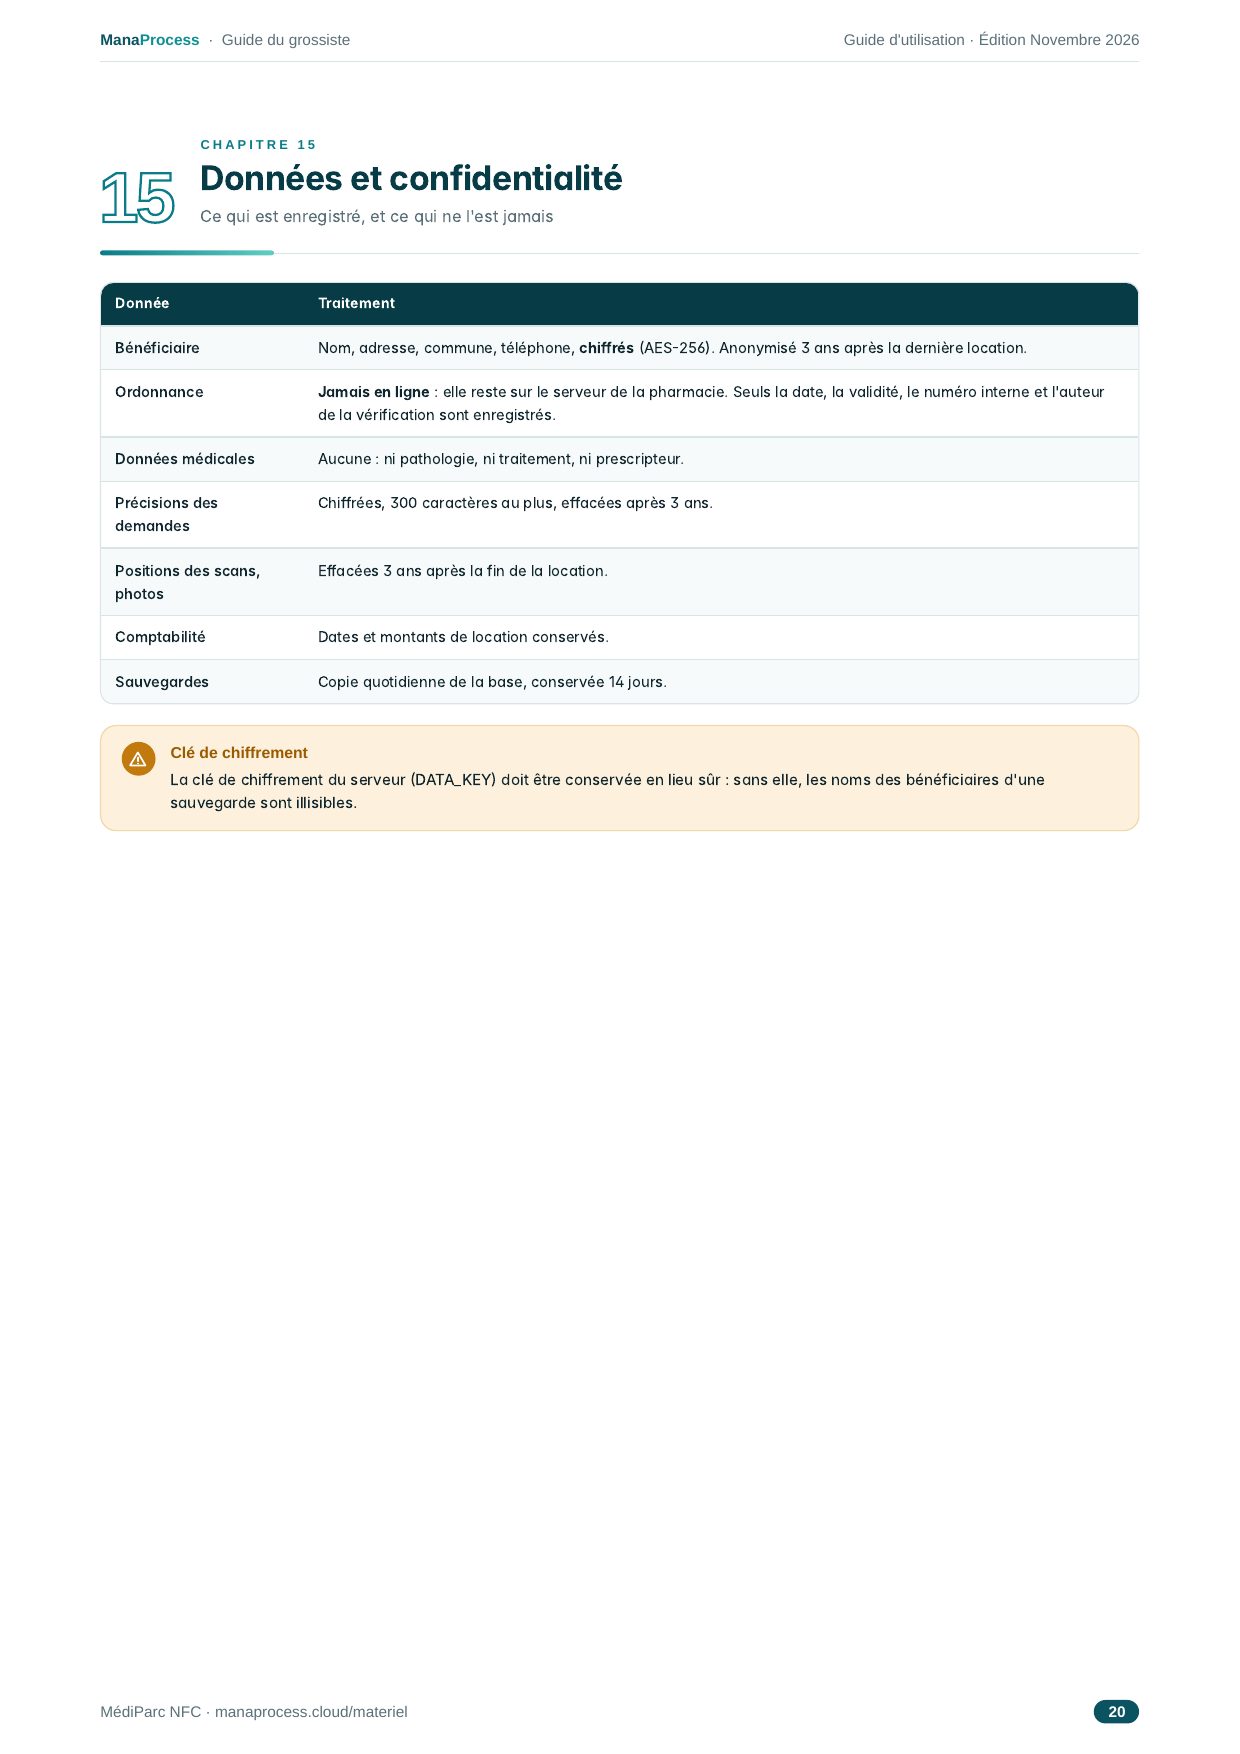 ManaProcess · Guide du grossiste
Guide d'utilisation · Édition Novembre 2026
CHAPITRE 15
15
Données et confidentialité
Ce qui est enregistré, et ce qui ne l'est jamais
Donnée Traitement
Bénéficiaire Nom, adresse, commune, téléphone, chiffrés (AES-256). Anonymisé 3 ans après la dernière location.
Ordonnance Jamais en ligne : elle reste sur le serveur de la pharmacie. Seuls la date, la validité, le numéro interne et l'auteur
de la vérification sont enregistrés.
Données médicales Aucune : ni pathologie, ni traitement, ni prescripteur.
Précisions des Chiffrées, 300 caractères au plus, effacées après 3 ans.
demandes
Positions des scans, Effacées 3 ans après la fin de la location.
photos
Comptabilité Dates et montants de location conservés.
Sauvegardes Copie quotidienne de la base, conservée 14 jours.
Clé de chiffrement
La clé de chiffrement du serveur (DATA_KEY) doit être conservée en lieu sûr : sans elle, les noms des bénéficiaires d'une
sauvegarde sont illisibles.
MédiParc NFC · manaprocess.cloud/materiel
20